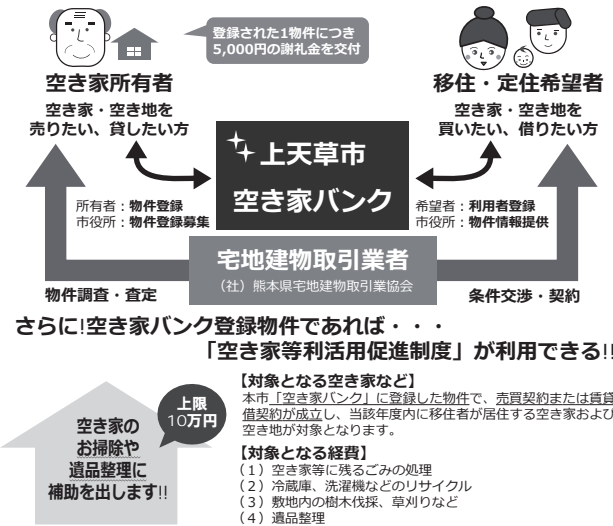 登録された1物件につき
5,000円の謝礼金を交付
空き家所有者
空き家・空き地を
売りたい、貸したい方
移住・定住希望者
空き家・空き地を
買いたい、借りたい方
上天草市
空き家バンク
所有者：物件登録
市役所：物件登録募集
希望者：利用者登録
市役所：物件情報提供
宅地建物取引業者
（社）熊本県宅地建物取引業協会
物件調査・査定
条件交渉・契約
さらに!空き家バンク登録物件であれば・・・
「空き家等利活用促進制度」が利用できる!!
空き家の
お掃除や
遺品整理に
補助を出します!!
上限
10万円
【対象となる空き家など】
本市「空き家バンク」に登録した物件で、売買契約または賃貸
借契約が成立し、当該年度内に移住者が居住する空き家および
空き地が対象となります。
【対象となる経費】
（1）空き家等に残るごみの処理
（2）冷蔵庫、洗濯機などのリサイクル
（3）敷地内の樹木伐採、草刈りなど
（4）遺品整理